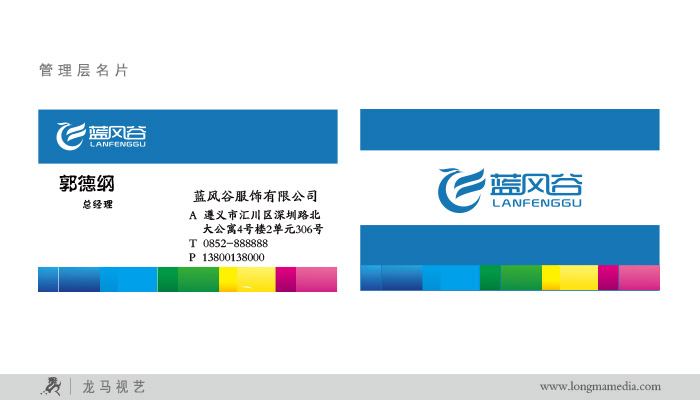 管理层名片
蓝风谷
LANFENGGU
郭德纲
总经理
蓝风谷服饰有限公司
A 遵义市汇川区深圳路北
大公寓4号楼2单元306号
T 0852-888888
P 13800138000
蓝风谷
LANFENGGU
龙马视艺
www.longmamedia.com